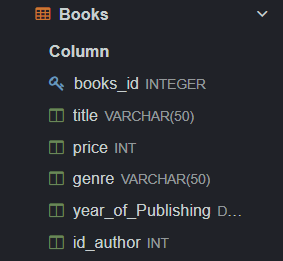 Books
Column
books_id INTEGER
title VARCHAR(50)
price INT
genre VARCHAR(50)
year_of_Publishing D...
id_author INT